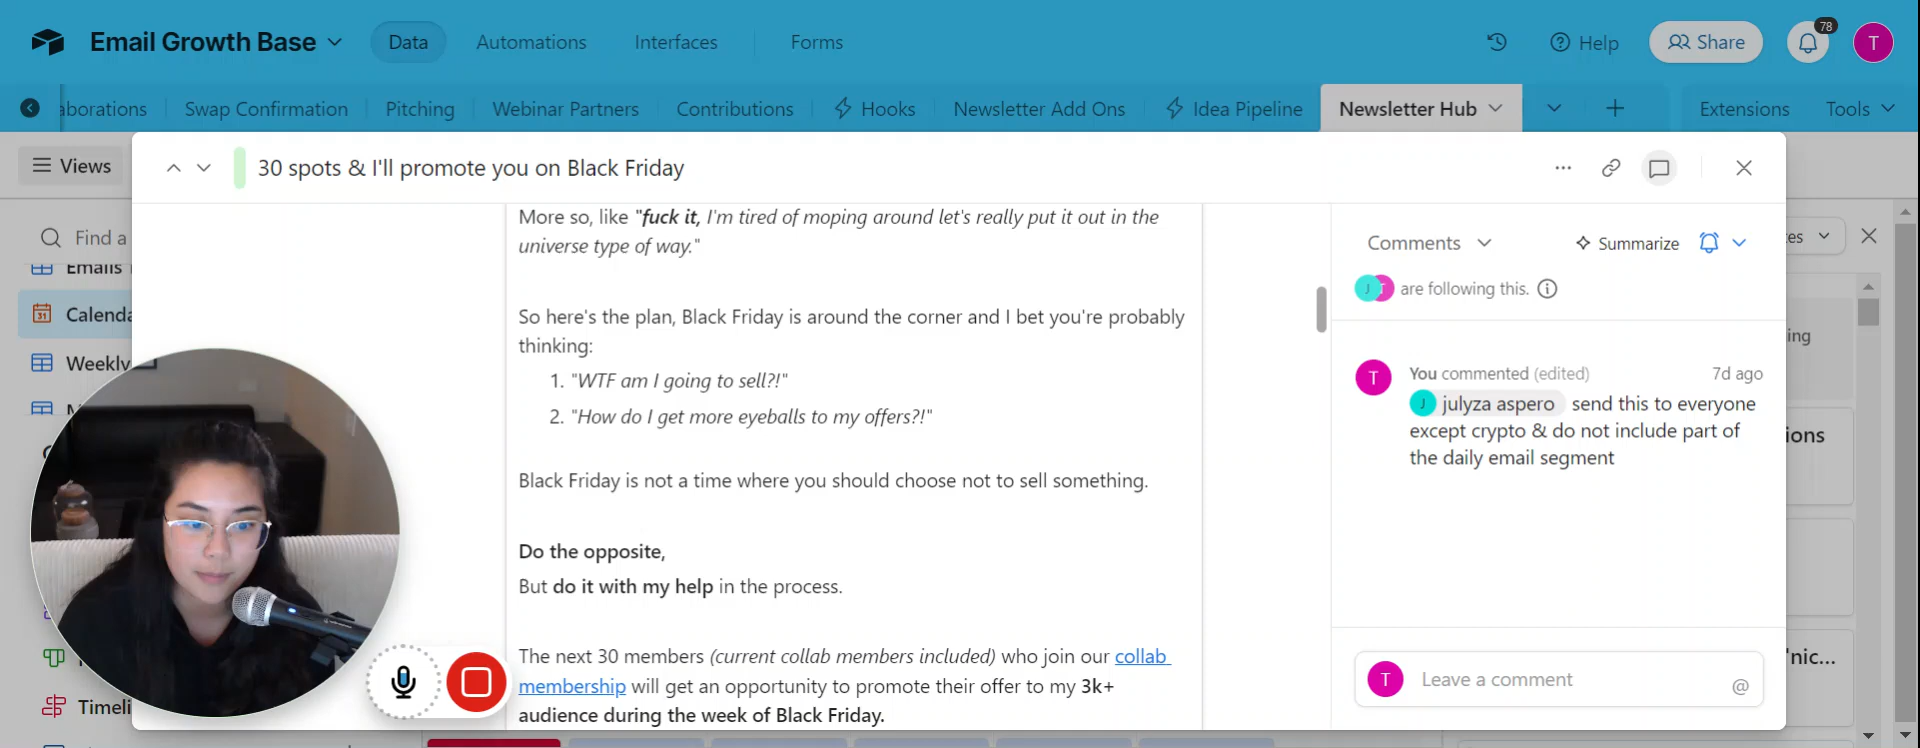 Email Growth Base
Data
Automations
Interfaces
Forms
Help
Share
78
T
aborations
Swap Confirmation
Pitching
Webinar Partners
Contributions
Hooks
Newsletter Add Ons
Idea Pipeline
Newsletter Hub
Extensions
Tools
Views
30 spots & I'll promote you on Black Friday
Find a
Emails
Calenda
31
Weekly
Timeli
More so, like "fuck it, I'm tired of moping around let's really put it out in the
universe type of way."
So here's the plan, Black Friday is around the corner and I bet you're probably
thinking:
1. "WTF am I going to sell?!"
2. "How do I get more eyeballs to my offers?!"
Black Friday is not a time where you should choose not to sell something.
Do the opposite,
But do it with my help in the process.
The next 30 members (current collab members included) who join our collab
membership will get an opportunity to promote their offer to my 3k+
audience during the week of Black Friday.
Comments
Summarize
J T are following this.
T
You commented (edited)
7d ago
J julyza aspero send this to everyone
except crypto & do not include part of
the daily email segment
T
Leave a comment
@
es
ing
ions
'nic...